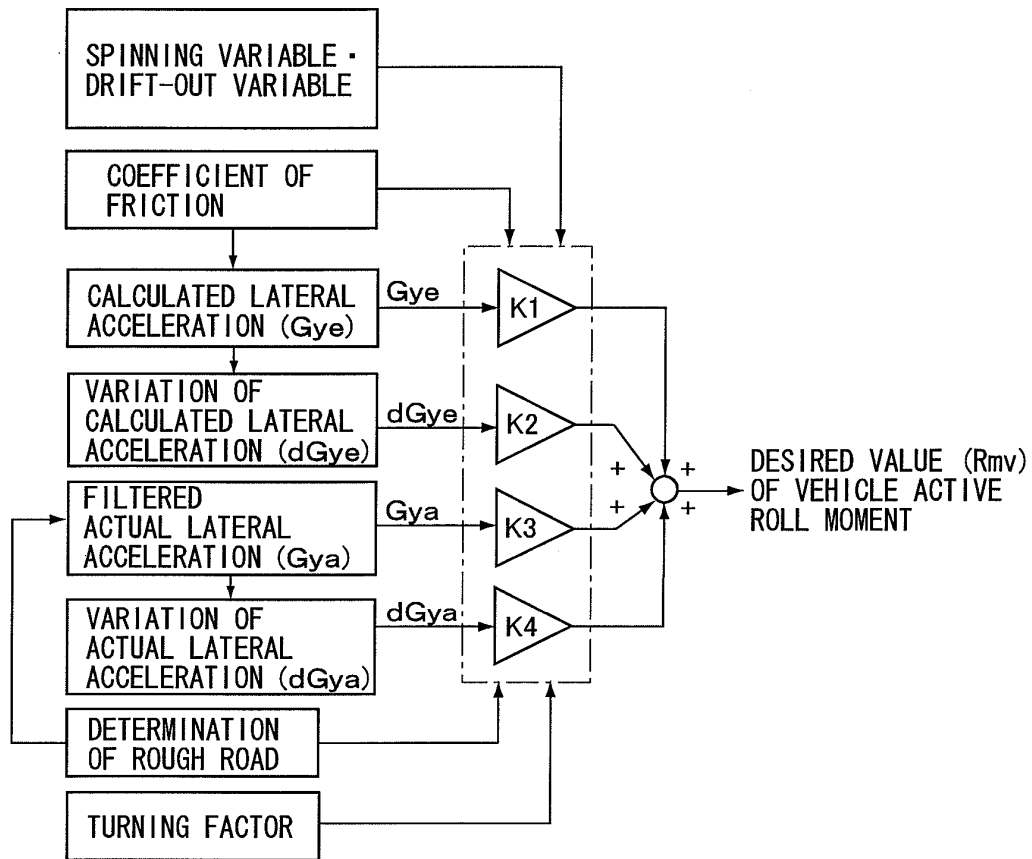 SPINNING VARIABLE・
DRIFT-OUT VARIABLE
COEFFICIENT OF
FRICTION
CALCULATED LATERAL
ACCELERATION (Gye)
Gye
K1
VARIATION OF
CALCULATED LATERAL
ACCELERATION (dGye)
dGye
K2
FILTERED
ACTUAL LATERAL
ACCELERATION (Gya)
Gya
K3
VARIATION OF
ACTUAL LATERAL
ACCELERATION (dGya)
dGya
K4
+ +
+ +
DESIRED VALUE (Rmv)
OF VEHICLE ACTIVE
ROLL MOMENT
DETERMINATION
OF ROUGH ROAD
TURNING FACTOR